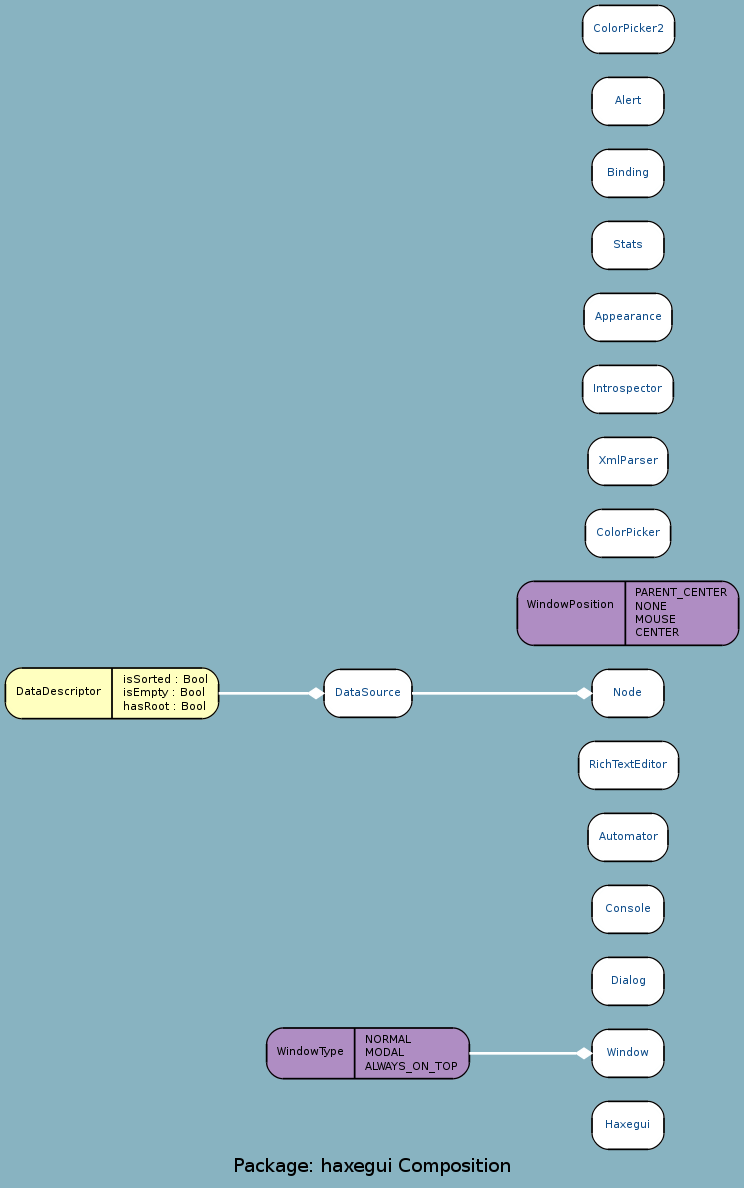 ColorPicker2
Alert
Binding
Stats
Appearance
Introspector
XmlParser
ColorPicker
WindowPosition
PARENT_CENTER
NONE
MOUSE
CENTER
DataDescriptor
isSorted : Bool
isEmpty : Bool
hasRoot : Bool
DataSource
Node
RichTextEditor
Automator
Console
Dialog
WindowType
NORMAL
MODAL
ALWAYS_ON_TOP
Window
Haxegui
Package: haxegui Composition